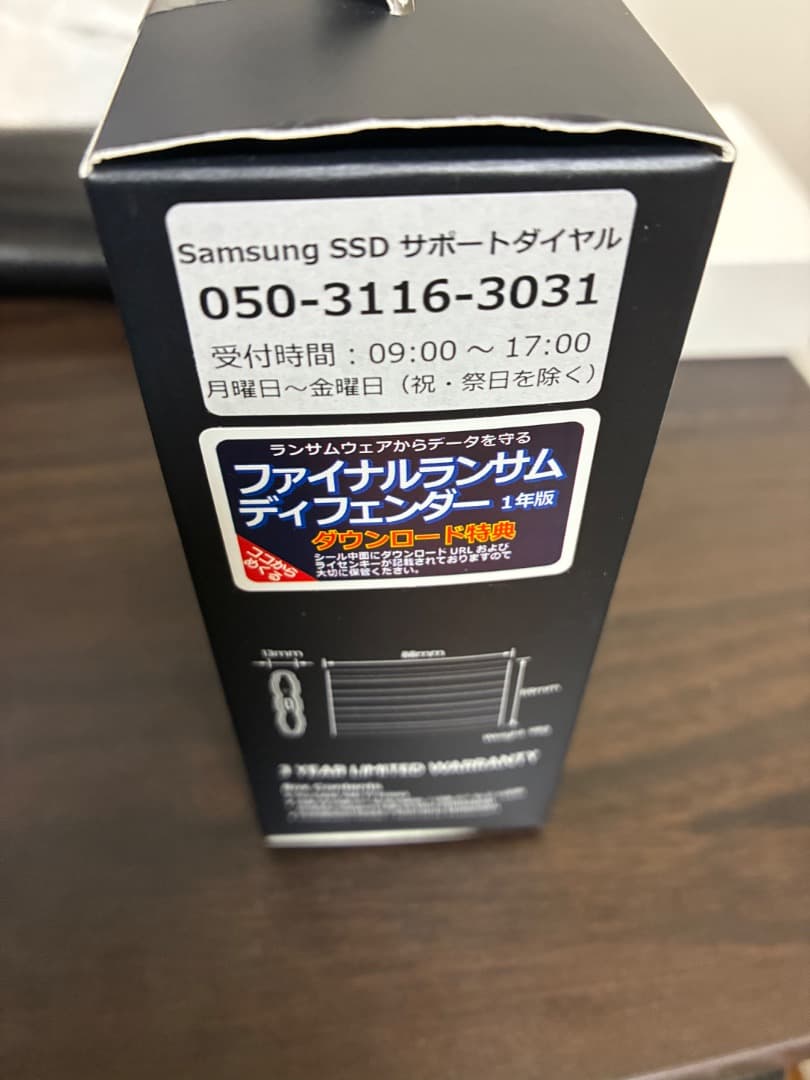 Samsung SSD サポートダイヤル
050-3116-3031
受付時間：09:00 ～ 17:00
月曜日～金曜日（祝・祭日を除く）
ランサムウェアからデータを守る
ファイナルランサム
ディフェンダー 1年版
ダウンロード特典
シール中面にダウンロード URL および
ライセンキーが記載されておりますので
大切に保管ください。
ココから
めくる
13mm
YEAR LIMITED WARRANTY
Box Contents